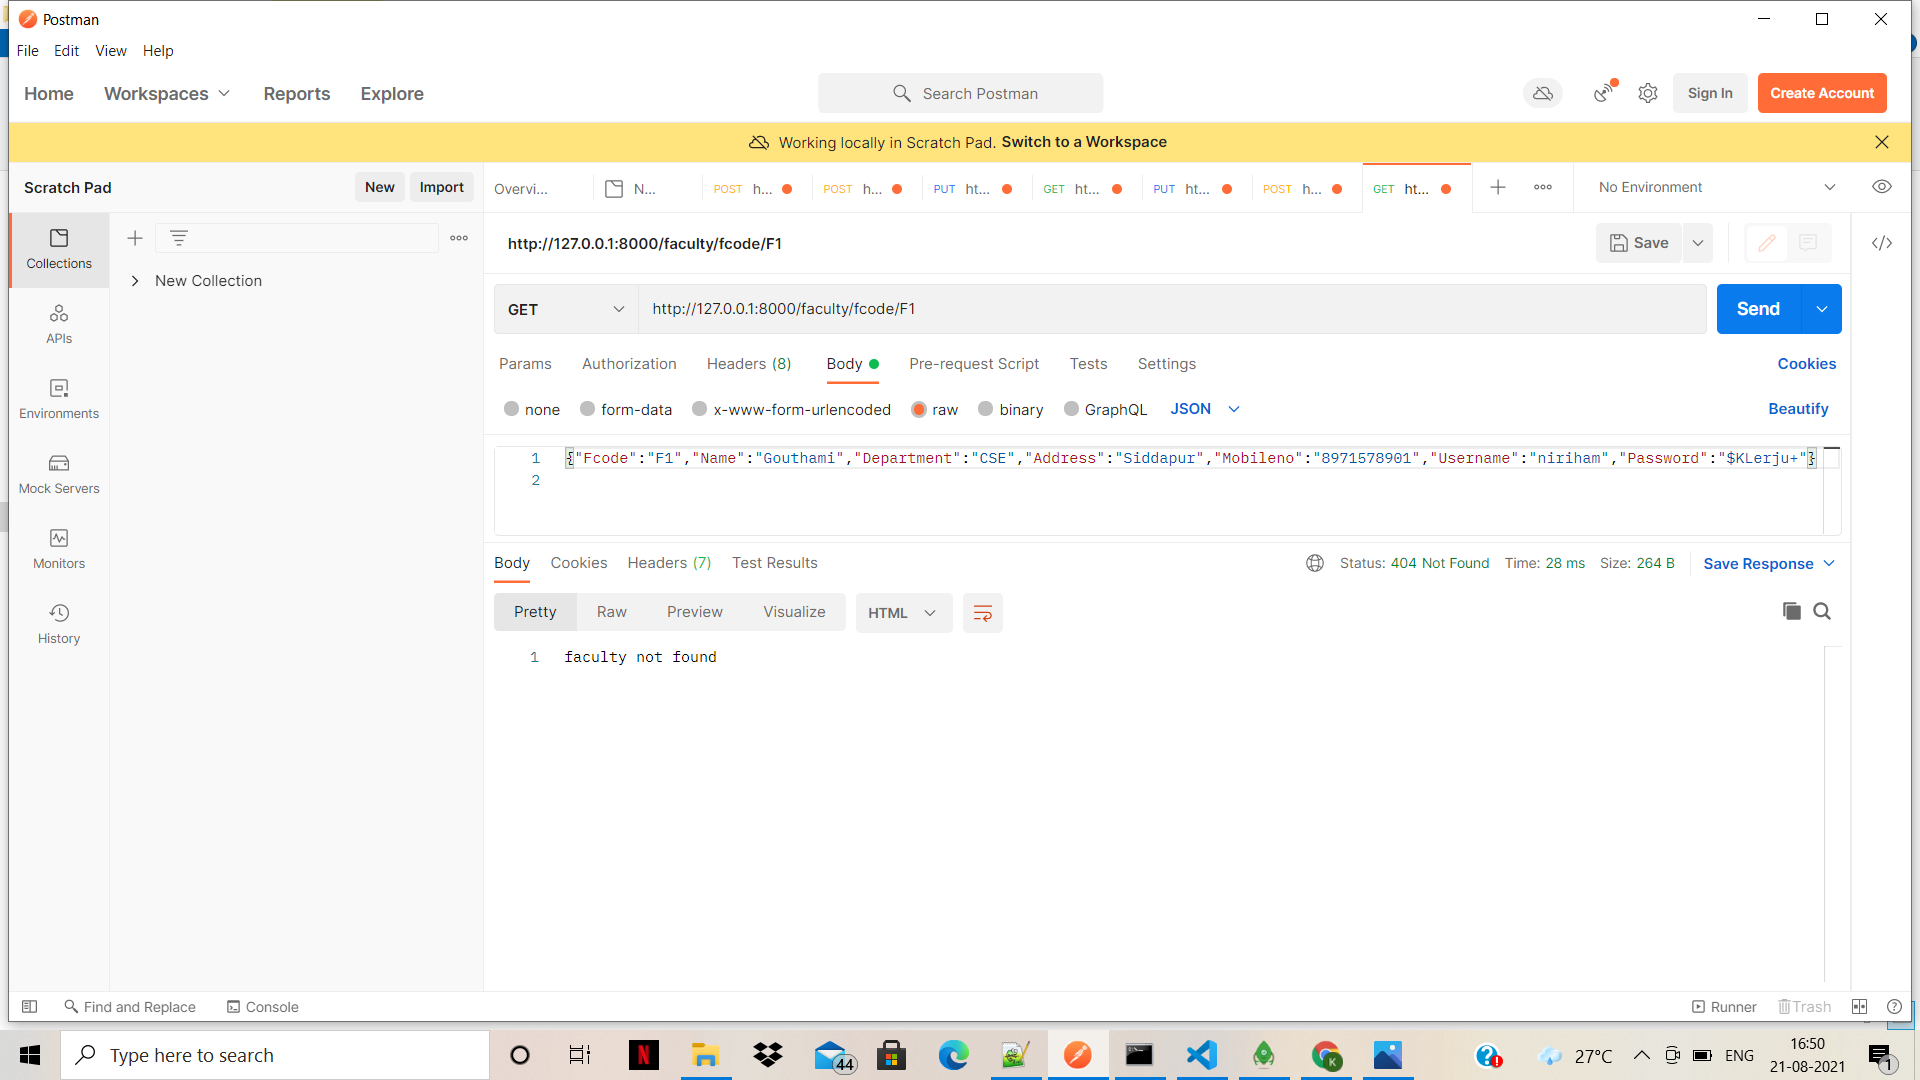 Postman
File Edit View Help
Home Workspaces Reports Explore
Search Postman
Sign In
Create Account
Working locally in Scratch Pad. Switch to a Workspace
Scratch Pad
New Import
Overvi... N... POST h... POST h... PUT ht... GET ht... PUT ht... POST h... GET ht...
No Environment
Collections
New Collection
APIs
Environments
Mock Servers
Monitors
History
http://127.0.0.1:8000/faculty/fcode/F1
Save
GET http://127.0.0.1:8000/faculty/fcode/F1
Send
Params Authorization Headers (8) Body Pre-request Script Tests Settings Cookies
none form-data x-www-form-urlencoded raw binary GraphQL JSON Beautify
1 {"Fcode":"F1","Name":"Gouthami","Department":"CSE","Address":"Siddapur","Mobileno":"8971578901","Username":"niriham","Password":"$KLerju+"}
2
Body Cookies Headers (7) Test Results Status: 404 Not Found Time: 28 ms Size: 264 B Save Response
Pretty Raw Preview Visualize HTML
1 faculty not found
Find and Replace Console Runner Trash
Type here to search
44
K
27°C
ENG
16:50
21-08-2021
1